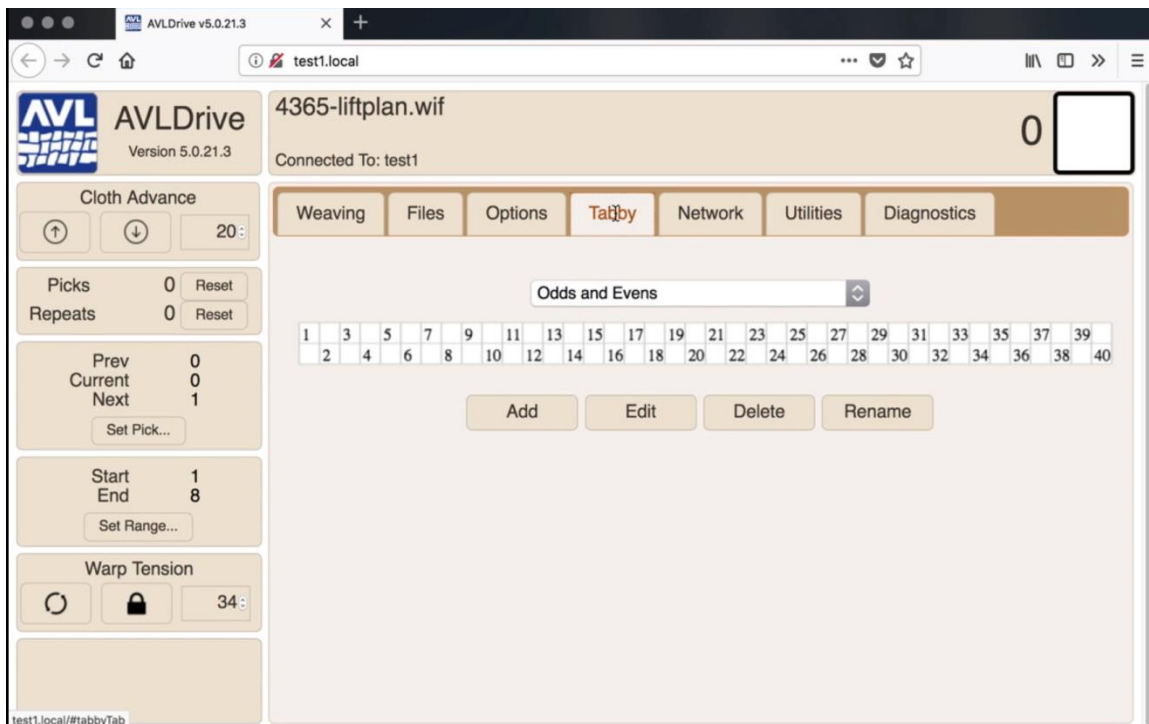 AVLDrive v5.0.21.3
test1.local
AVL
AVLDrive
Version 5.0.21.3
4365-liftplan.wif
Connected To: test1
0
Cloth Advance
20
Picks 0 Reset
Repeats 0 Reset
Prev 0
Current 0
Next 1
Set Pick...
Start 1
End 8
Set Range...
Warp Tension
34
Weaving Files Options Tabby Network Utilities Diagnostics
Odds and Evens
1 3 5 7 9 11 13 15 17 19 21 23 25 27 29 31 33 35 37 39
2 4 6 8 10 12 14 16 18 20 22 24 26 28 30 32 34 36 38 40
Add Edit Delete Rename
test1.local/#tabbyTab